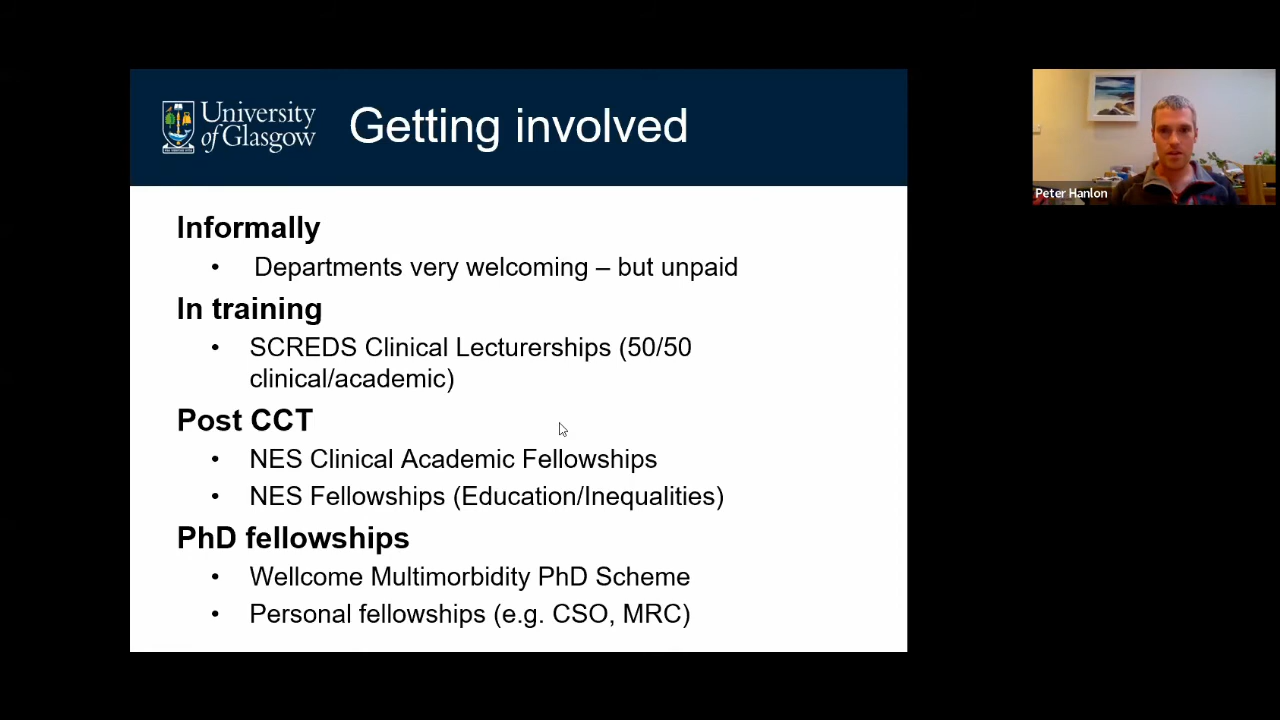 University
of Glasgow
Getting involved
Peter Hanlon
Informally
• Departments very welcoming – but unpaid
In training
• SCREDS Clinical Lecturerships (50/50
clinical/academic)
Post CCT
• NES Clinical Academic Fellowships
• NES Fellowships (Education/Inequalities)
PhD fellowships
• Wellcome Multimorbidity PhD Scheme
• Personal fellowships (e.g. CSO, MRC)